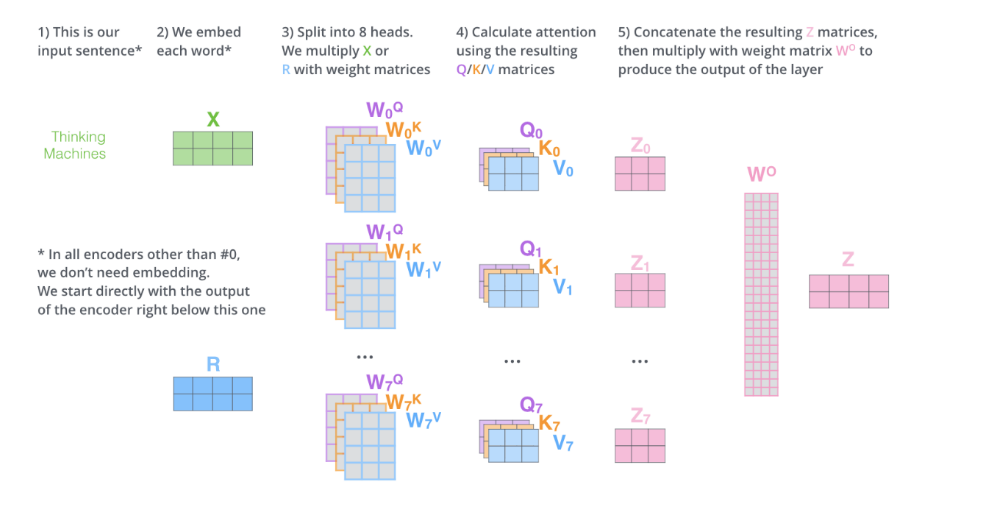 1) This is our
input sentence*
2) We embed
each word*
3) Split into 8 heads.
We multiply X or
R with weight matrices
4) Calculate attention
using the resulting
Q/K/V matrices
5) Concatenate the resulting Z matrices,
then multiply with weight matrix Wᴼ to
produce the output of the layer
Thinking
Machines
X
W₀Q
W₀K
W₀V
Q₀
K₀
V₀
Z₀
Wᴼ
* In all encoders other than #0,
we don’t need embedding.
We start directly with the output
of the encoder right below this one
W₁Q
W₁K
W₁V
Q₁
K₁
V₁
Z₁
Z
...
...
...
R
W₇Q
W₇K
W₇V
Q₇
K₇
V₇
Z₇